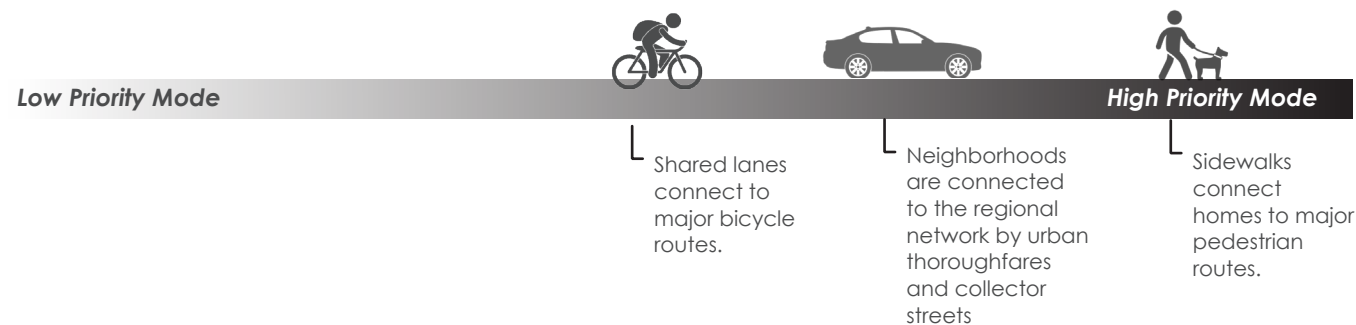 Low Priority Mode
High Priority Mode
Shared lanes
connect to
major bicycle
routes.
Neighborhoods
are connected
to the regional
network by urban
thoroughfares
and collector
streets
Sidewalks
connect
homes to major
pedestrian
routes.